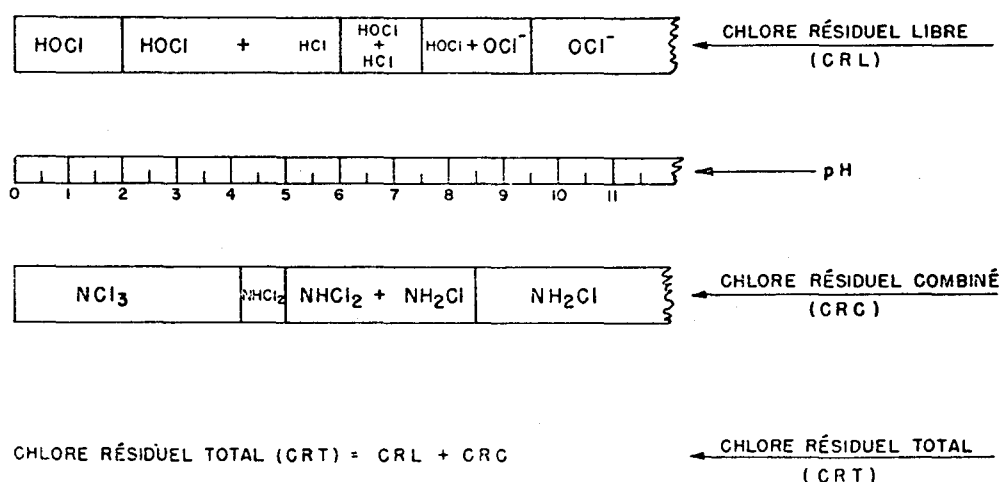 HOCl HOCl + HCl HOCl + HCl HOCl + OCl⁻ OCl⁻
CHLORE RÉSIDUEL LIBRE
(CRL)
pH
0 1 2 3 4 5 6 7 8 9 10 11
NCl₃ NHCl₂ NHCl₂ + NH₂Cl NH₂Cl
CHLORE RÉSIDUEL COMBINÉ
(CRC)
CHLORE RÉSIDUEL TOTAL (CRT) = CRL + CRC
CHLORE RÉSIDUEL TOTAL
(CRT)